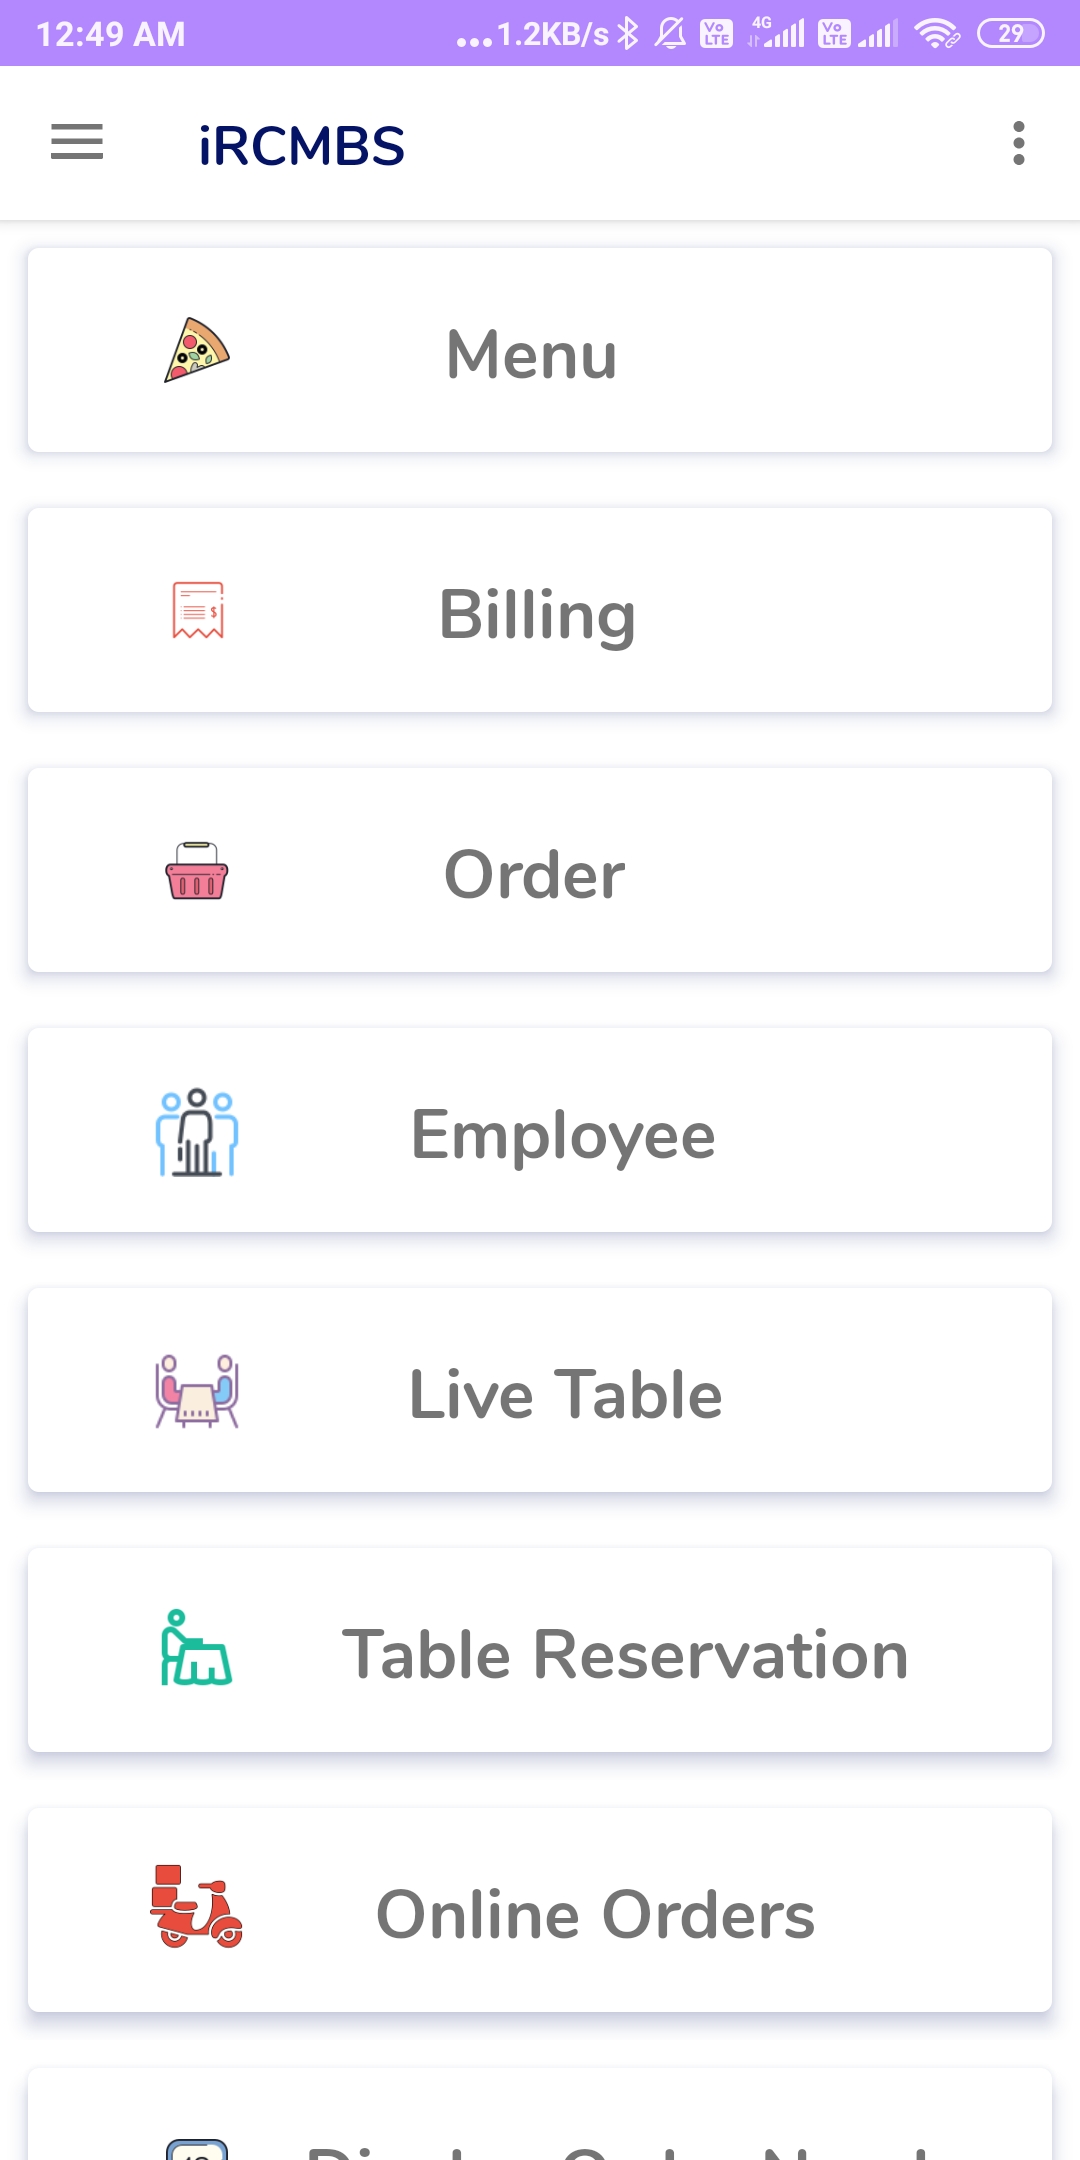 12:49 AM ...1.2KB/s Vo LTE 4G Vo LTE 29
iRCMBS
Menu
$
Billing
Order
Employee
Live Table
Table Reservation
Online Orders